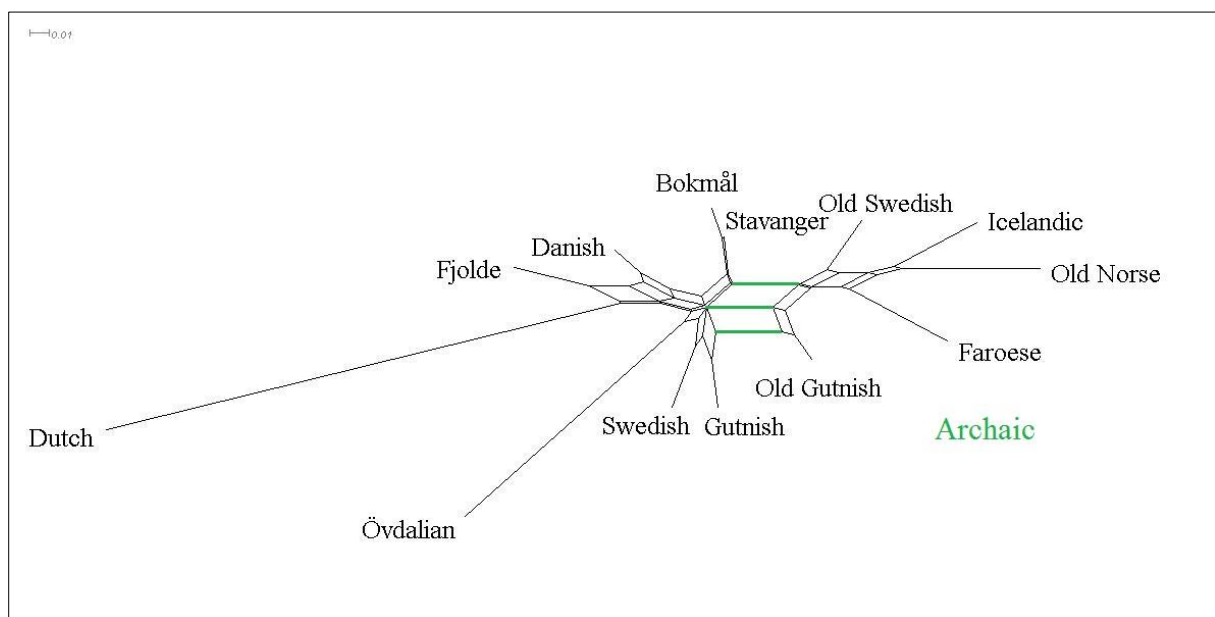 0.01
Bokmål
Stavanger
Old Swedish
Icelandic
Danish
Fjolde
Old Norse
Faroese
Old Gutnish
Swedish
Gutnish
Archaic
Dutch
Övdalian